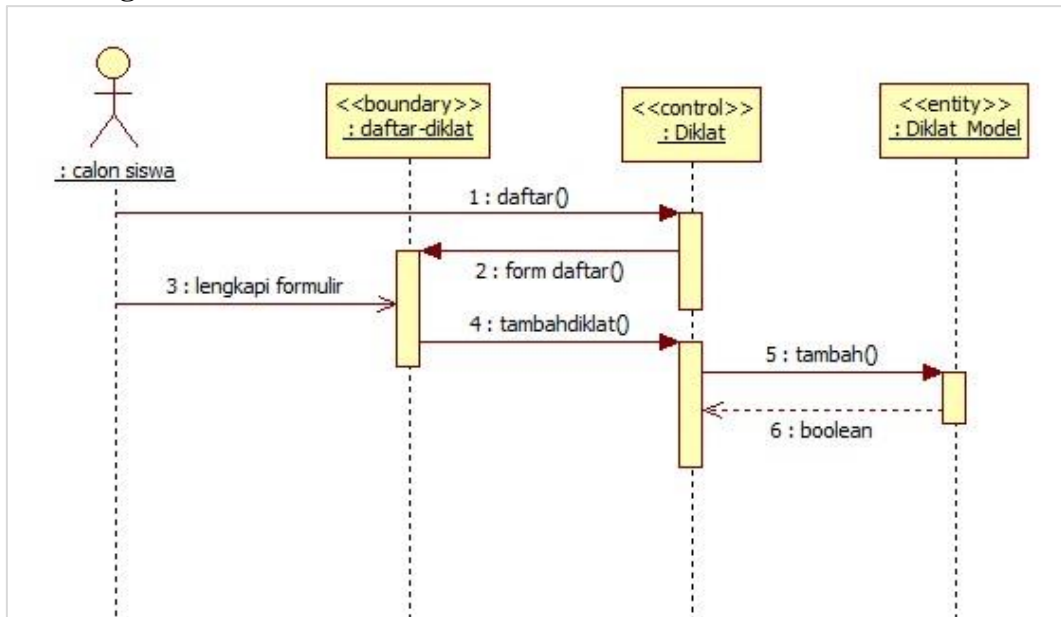 <<boundary>>
: daftar-diklat
<<control>>
: Diklat
<<entity>>
: Diklat_Model
: calon siswa
1 : daftar()
2 : form daftar()
3 : lengkapi formulir
4 : tambahdiklat()
5 : tambah()
6 : boolean